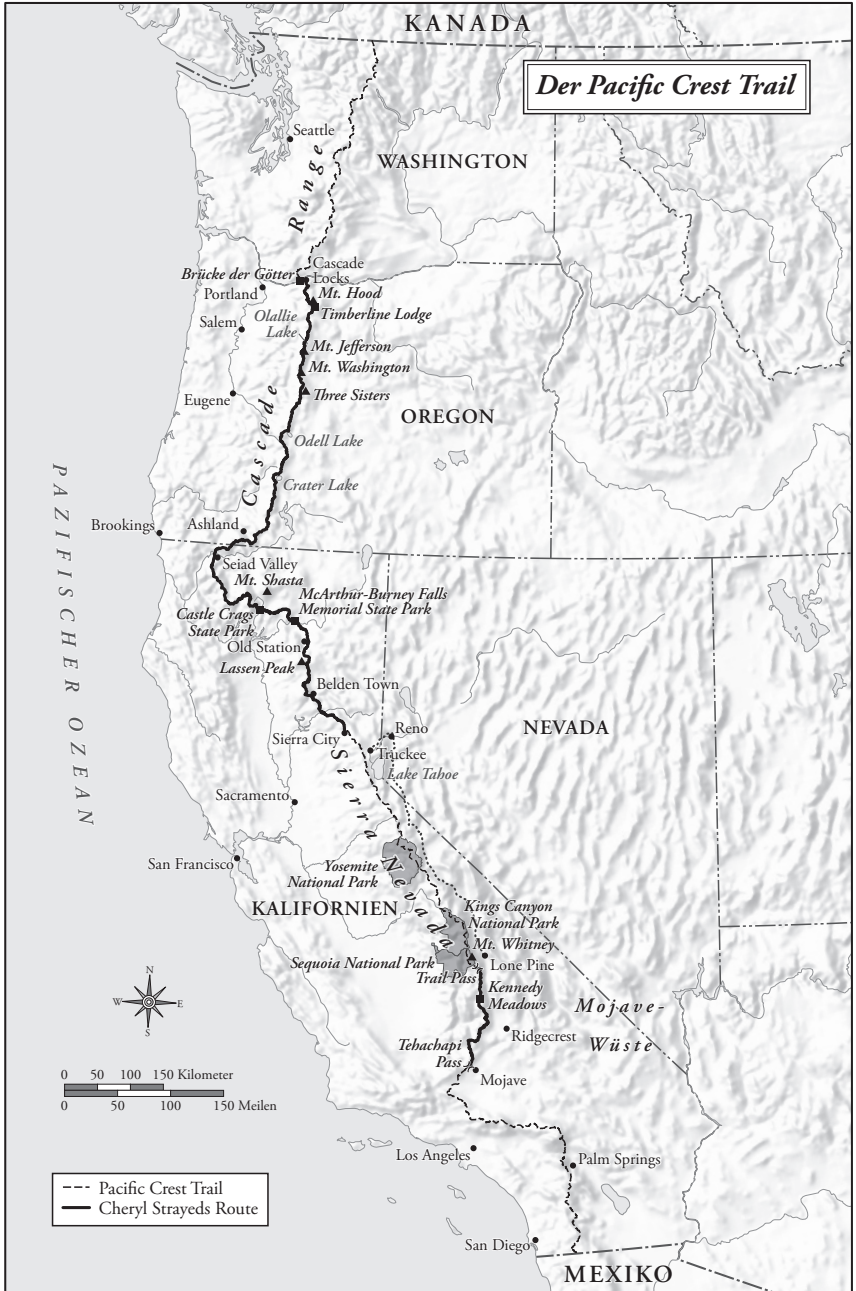 KANADA
Der Pacific Crest Trail
Seattle
WASHINGTON
Range
Cascade
Locks
Brücke der Götter
Mt. Hood
Portland
Timberline Lodge
Olallie
Lake
Salem
Mt. Jefferson
Mt. Washington
Three Sisters
Eugene
Cascade
OREGON
Odell Lake
Crater Lake
PAZIFISCHER OZEAN
Brookings
Ashland
Seiad Valley
Mt. Shasta
McArthur-Burney Falls
Memorial State Park
Castle Crags
State Park
Old Station
Lassen Peak
Belden Town
Reno
NEVADA
Sierra City
Truckee
Lake Tahoe
Sierra Nevada
Sacramento
San Francisco
Yosemite
National Park
KALIFORNIEN
Kings Canyon
National Park
Mt. Whitney
Sequoia National Park
Lone Pine
Trail Pass
Kennedy
Meadows
Mojave-
Wüste
Ridgecrest
Tehachapi
Pass
Mojave
N
W E
S
0 50 100 150 Kilometer
0 50 100 150 Meilen
Los Angeles
Palm Springs
Pacific Crest Trail
Cheryl Strayeds Route
San Diego
MEXIKO